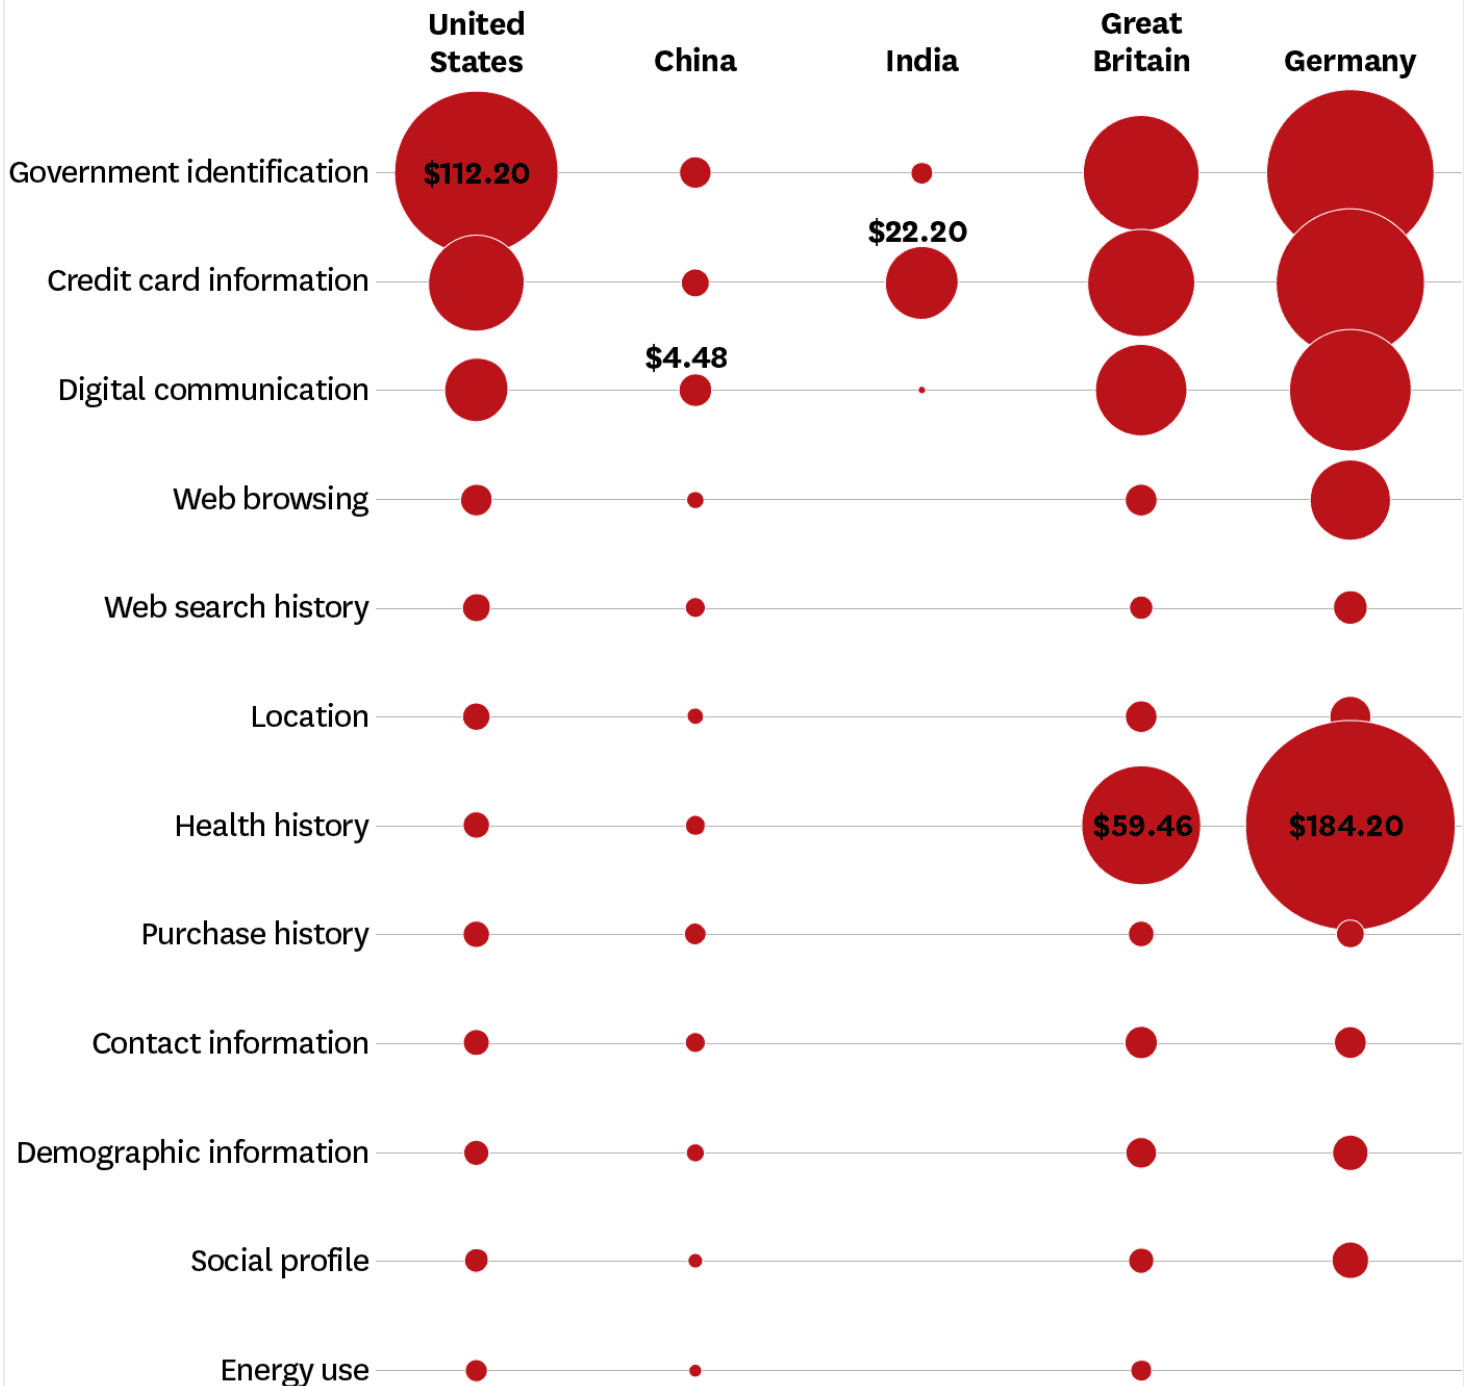 United
States
China
India
Great
Britain
Germany
Government identification
$112.20
Credit card information
$22.20
Digital communication
$4.48
Web browsing
Web search history
Location
Health history
$59.46
$184.20
Purchase history
Contact information
Demographic information
Social profile
Energy use